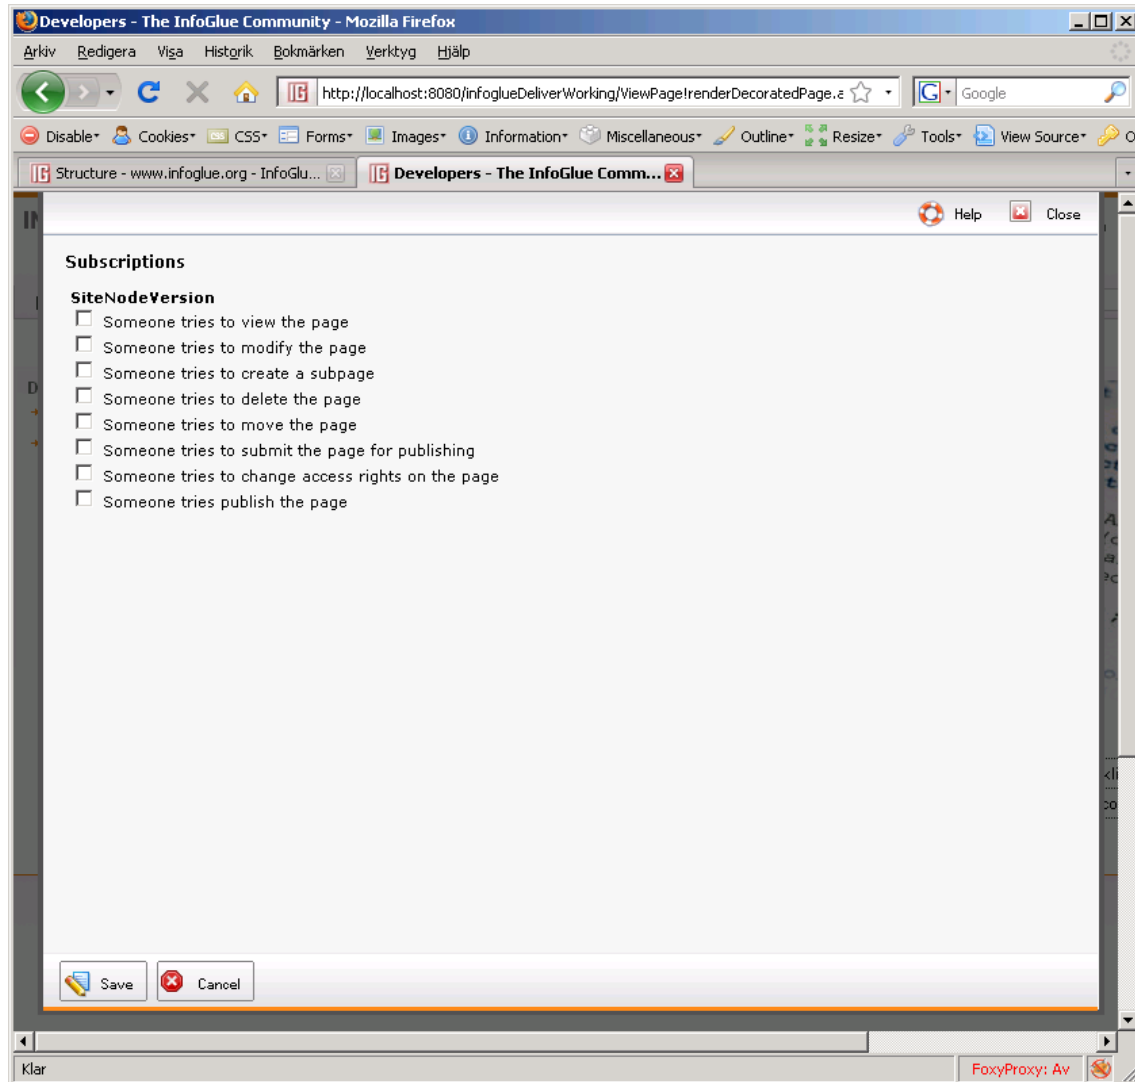 Developers - The InfoGlue Community - Mozilla Firefox
Arkiv Redigera Visa Historik Bokmärken Verktyg Hjälp
http://localhost:8080/infoglueDeliverWorking/ViewPage!renderDecoratedPage.a Google
Disable Cookies CSS Forms Images Information Miscellaneous Outline Resize Tools View Source O
Structure - www.infoglue.org - InfoGlu... Developers - The InfoGlue Comm...
Help Close
Subscriptions
SiteNodeVersion
Someone tries to view the page
Someone tries to modify the page
Someone tries to create a subpage
Someone tries to delete the page
Someone tries to move the page
Someone tries to submit the page for publishing
Someone tries to change access rights on the page
Someone tries publish the page
Save Cancel
Klar FoxyProxy: Av